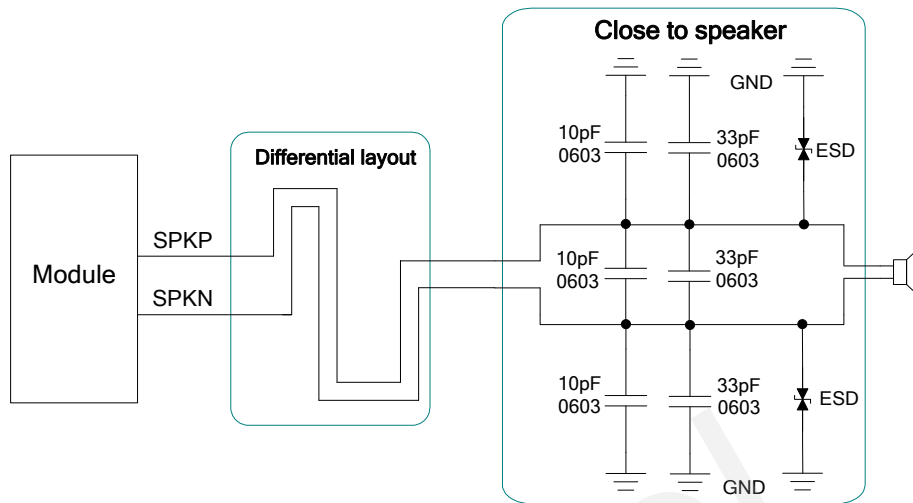 Close to speaker
GND
10pF
0603
33pF
0603
ESD
Differential layout
SPKP
Module
SPKN
10pF
0603
33pF
0603
10pF
0603
33pF
0603
ESD
GND